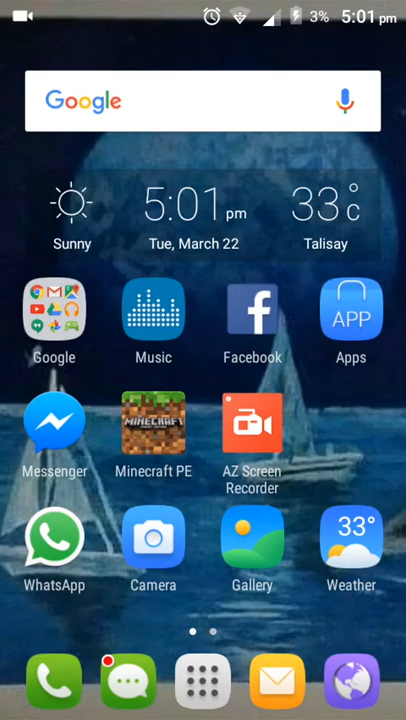 3% 5:01 pm
Google
5:01 pm 33°C
Sunny Tue, March 22 Talisay
APP
Google Music Facebook Apps
MINECRAFT
Messenger Minecraft PE AZ Screen Recorder
33°
WhatsApp Camera Gallery Weather